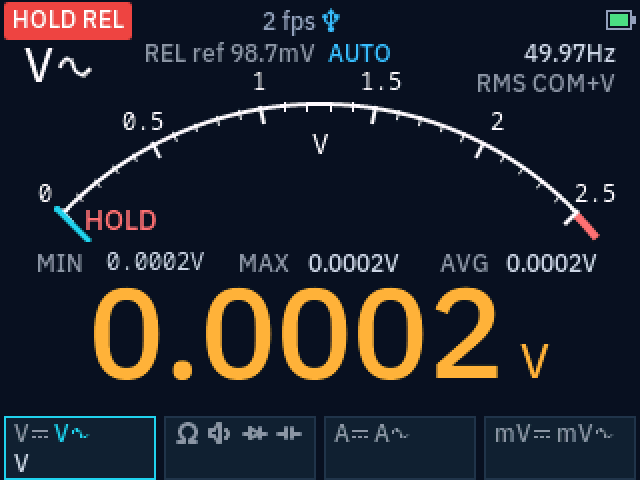 HOLD REL
2 fps
V~
REL ref 98.7mV AUTO
49.97Hz
RMS COM+V
0
0.5
1
1.5
2
2.5
V
HOLD
MIN 0.0002V MAX 0.0002V AVG 0.0002V
0.0002 V
V⎓ V~
V
Ω
A⎓ A~
mV⎓ mV~